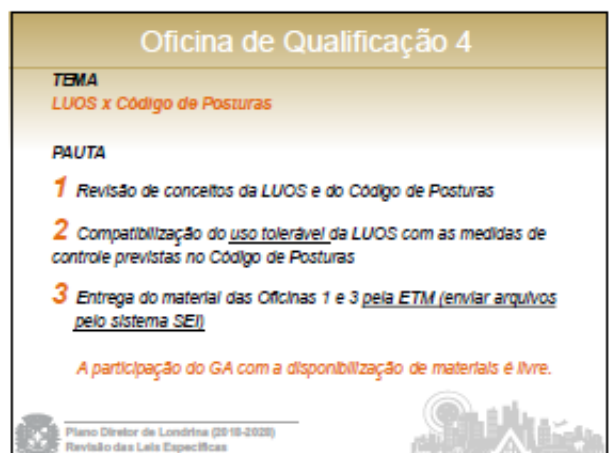 Oficina de Qualificação 4
TEMA
LUOS x Código de Posturas
PAUTA
1 Revisão de conceitos da LUOS e do Código de Posturas
2 Compatibilização do uso tolerável da LUOS com as medidas de
controle previstas no Código de Posturas
3 Entrega do material das Oficinas 1 e 3 pela ETM (enviar arquivos
pelo sistema SEI)
A participação do GA com a disponibilização de materiais é livre.
Plano Diretor de Londrina (2018-2028)
Revisão das Leis Específicas